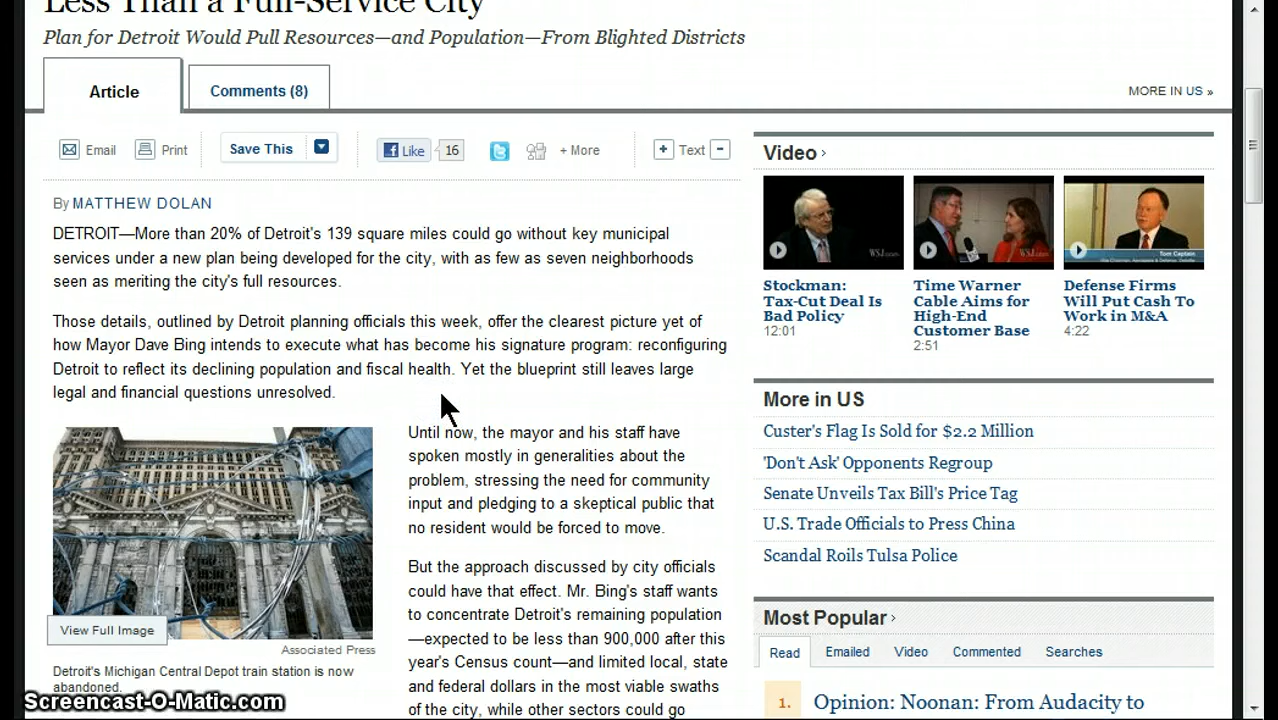 Less Than a Full-Service City
Plan for Detroit Would Pull Resources—and Population—From Blighted Districts
Article
Comments (8)
MORE IN US »
Email
Print
Save This
Like
16
+ More
+ Text -
By MATTHEW DOLAN
DETROIT—More than 20% of Detroit's 139 square miles could go without key municipal
services under a new plan being developed for the city, with as few as seven neighborhoods
seen as meriting the city's full resources.
Those details, outlined by Detroit planning officials this week, offer the clearest picture yet of
how Mayor Dave Bing intends to execute what has become his signature program: reconfiguring
Detroit to reflect its declining population and fiscal health. Yet the blueprint still leaves large
legal and financial questions unresolved.
Until now, the mayor and his staff have
spoken mostly in generalities about the
problem, stressing the need for community
input and pledging to a skeptical public that
no resident would be forced to move.
But the approach discussed by city officials
could have that effect. Mr. Bing's staff wants
to concentrate Detroit's remaining population
—expected to be less than 900,000 after this
year's Census count—and limited local, state
and federal dollars in the most viable swaths
of the city, while other sectors could go
View Full Image
Associated Press
Detroit's Michigan Central Depot train station is now
abandoned.
Screencast-O-Matic.com
Video ›
WSJ
Tom Captain
Stockman:
Tax-Cut Deal Is
Bad Policy
12:01
Time Warner
Cable Aims for
High-End
Customer Base
2:51
Defense Firms
Will Put Cash To
Work in M&A
4:22
More in US
Custer's Flag Is Sold for $2.2 Million
'Don't Ask' Opponents Regroup
Senate Unveils Tax Bill's Price Tag
U.S. Trade Officials to Press China
Scandal Roils Tulsa Police
Most Popular ›
Read
Emailed
Video
Commented
Searches
1. Opinion: Noonan: From Audacity to